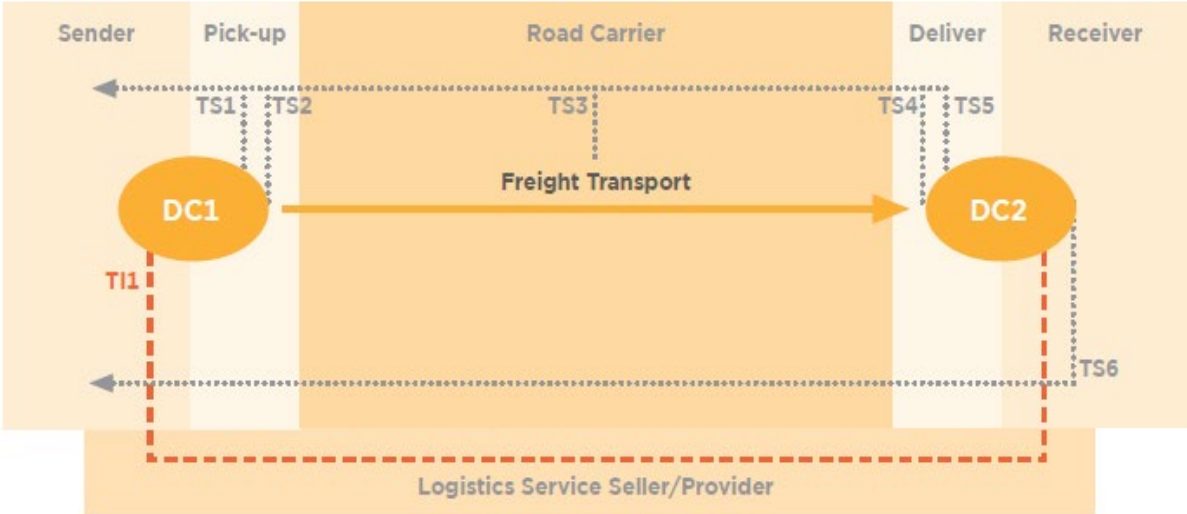 Sender Pick-up Road Carrier Deliver Receiver
TS1 TS2 TS3 TS4 TS5
Freight Transport
DC1 DC2
TI1
TS6
Logistics Service Seller/Provider